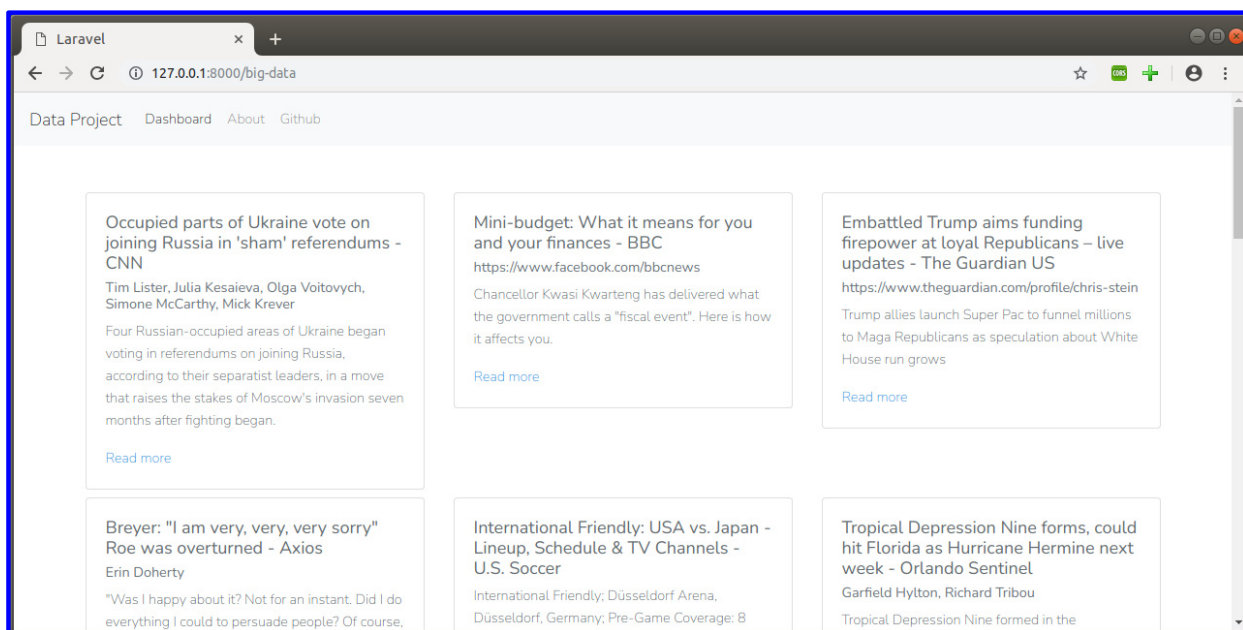 Laravel
127.0.0.1:8000/big-data
CORS
Data Project Dashboard About Github
Occupied parts of Ukraine vote on
joining Russia in 'sham' referendums -
CNN
Tim Lister, Julia Kesaieva, Olga Voitovych,
Simone McCarthy, Mick Krever
Four Russian-occupied areas of Ukraine began
voting in referendums on joining Russia,
according to their separatist leaders, in a move
that raises the stakes of Moscow's invasion seven
months after fighting began.
Read more
Mini-budget: What it means for you
and your finances - BBC
https://www.facebook.com/bbcnews
Chancellor Kwasi Kwarteng has delivered what
the government calls a "fiscal event". Here is how
it affects you.
Read more
Embattled Trump aims funding
firepower at loyal Republicans – live
updates - The Guardian US
https://www.theguardian.com/profile/chris-stein
Trump allies launch Super Pac to funnel millions
to Maga Republicans as speculation about White
House run grows
Read more
Breyer: "I am very, very, very sorry"
Roe was overturned - Axios
Erin Doherty
"Was I happy about it? Not for an instant. Did I do
everything I could to persuade people? Of course,
International Friendly: USA vs. Japan -
Lineup, Schedule & TV Channels -
U.S. Soccer
International Friendly; Düsseldorf Arena,
Düsseldorf, Germany; Pre-Game Coverage: 8
Tropical Depression Nine forms, could
hit Florida as Hurricane Hermine next
week - Orlando Sentinel
Garfield Hylton, Richard Tribou
Tropical Depression Nine formed in the